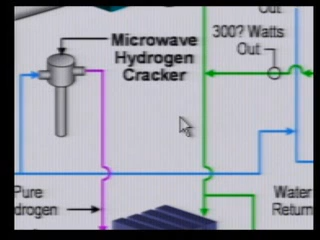 Out
Microwave
Hydrogen
Cracker
300? Watts
Out
Pure
drogen
Water
Return